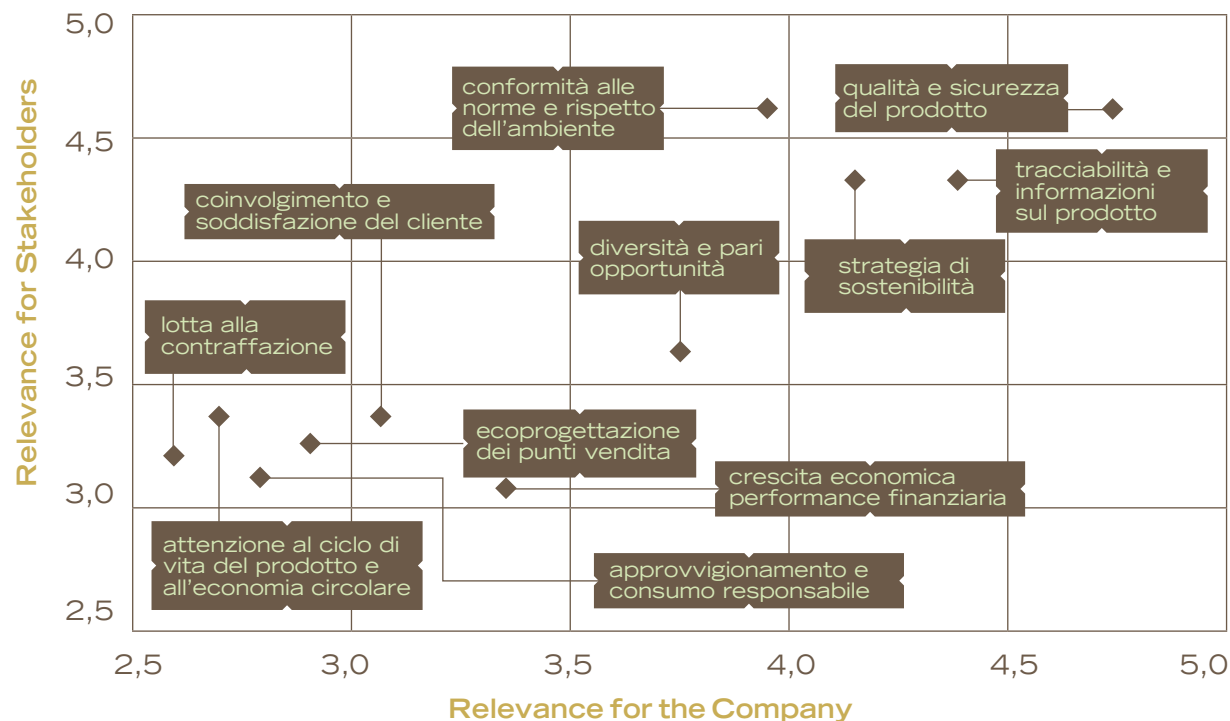 Relevance for Stakeholders
5,0
4,5
4,0
3,5
3,0
2,5
conformità alle
norme e rispetto
dell'ambiente
qualità e sicurezza
del prodotto
tracciabilità e
informazioni
sul prodotto
coinvolgimento e
soddisfazione del cliente
diversità e pari
opportunità
strategia di
sostenibilità
lotta alla
contraffazione
ecoprogettazione
dei punti vendita
crescita economica
performance finanziaria
attenzione al ciclo di
vita del prodotto e
all'economia circolare
approvvigionamento e
consumo responsabile
2,5
3,0
3,5
4,0
4,5
5,0
Relevance for the Company